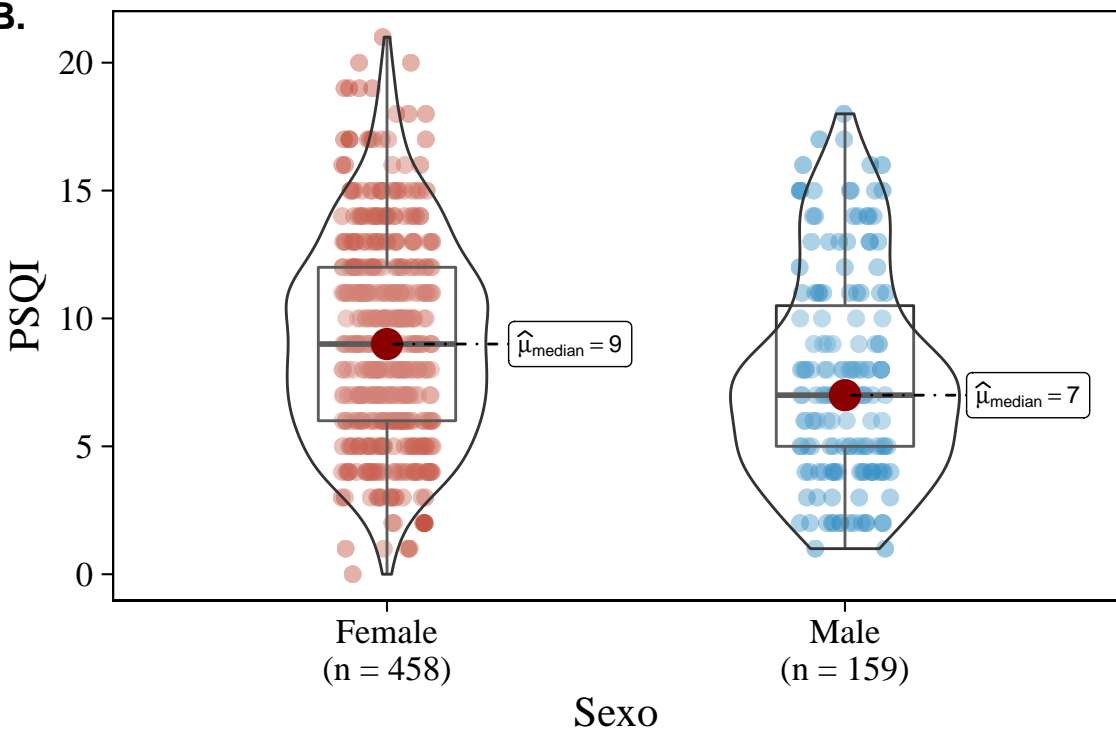 B.
PSQI
20
15
10
5
0
μ̂median = 9
μ̂median = 7
Female
(n = 458)
Male
(n = 159)
Sexo